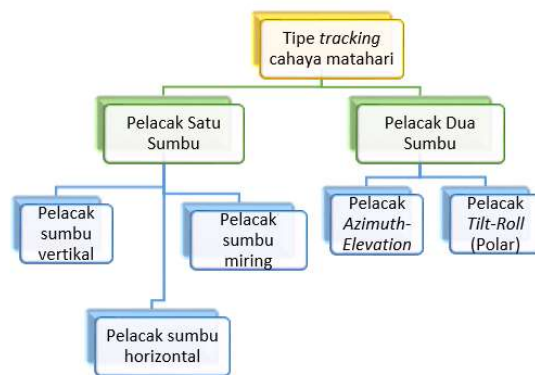 Tipe tracking
cahaya matahari
Pelacak Satu
Sumbu
Pelacak Dua
Sumbu
Pelacak
sumbu
vertikal
Pelacak
sumbu
miring
Pelacak
Azimuth-
Elevation
Pelacak
Tilt-Roll
(Polar)
Pelacak sumbu
horizontal